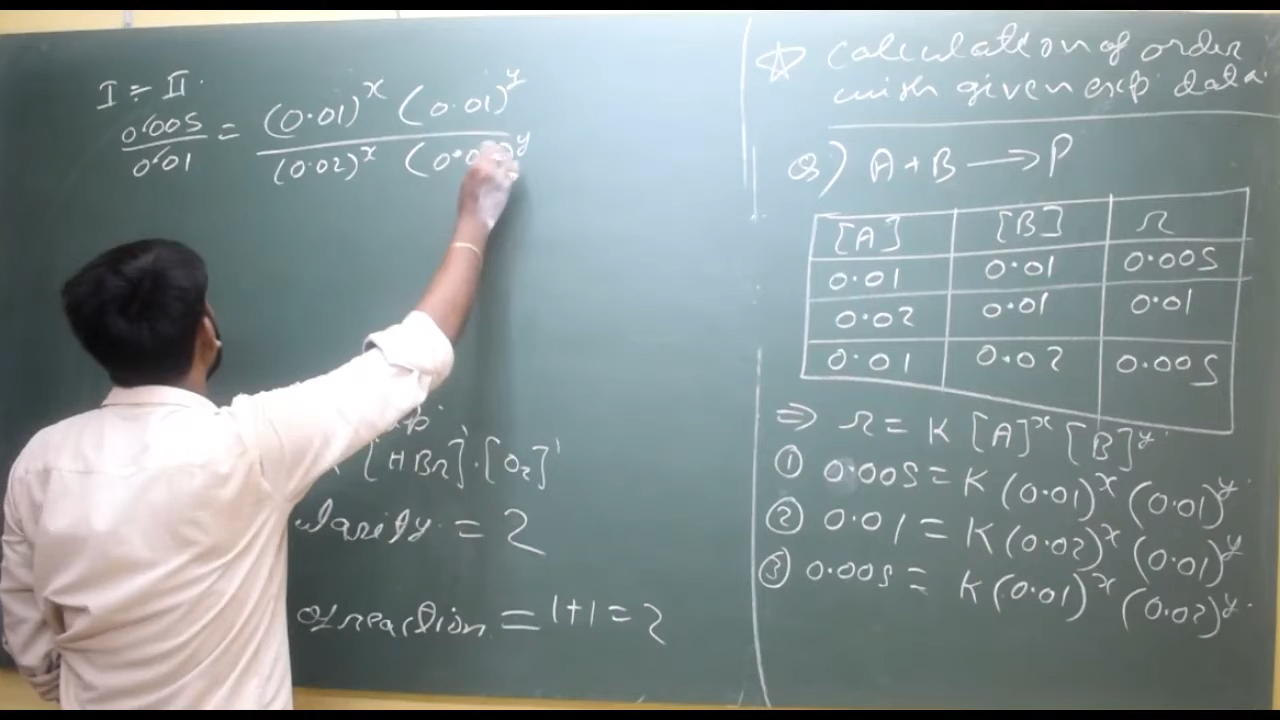 I ÷ II.
0.005/0.01 = (0.01)^x (0.01)^y / (0.02)^x (0.0 )^y
[HBr]¹.[O₂]¹
= 2
of reaction = 1+1=2
☆ Calculation of order
with given exp. data.
Q) A+B ⟶ P
[A] [B] r
0.01 0.01 0.005
0.02 0.01 0.01
0.01 0.02 0.005
⇒ r = K [A]^x [B]^y.
① 0.005 = K (0.01)^x (0.01)^y.
② 0.01 = K (0.02)^x (0.01)^y
③ 0.005 = K (0.01)^x (0.02)^y.